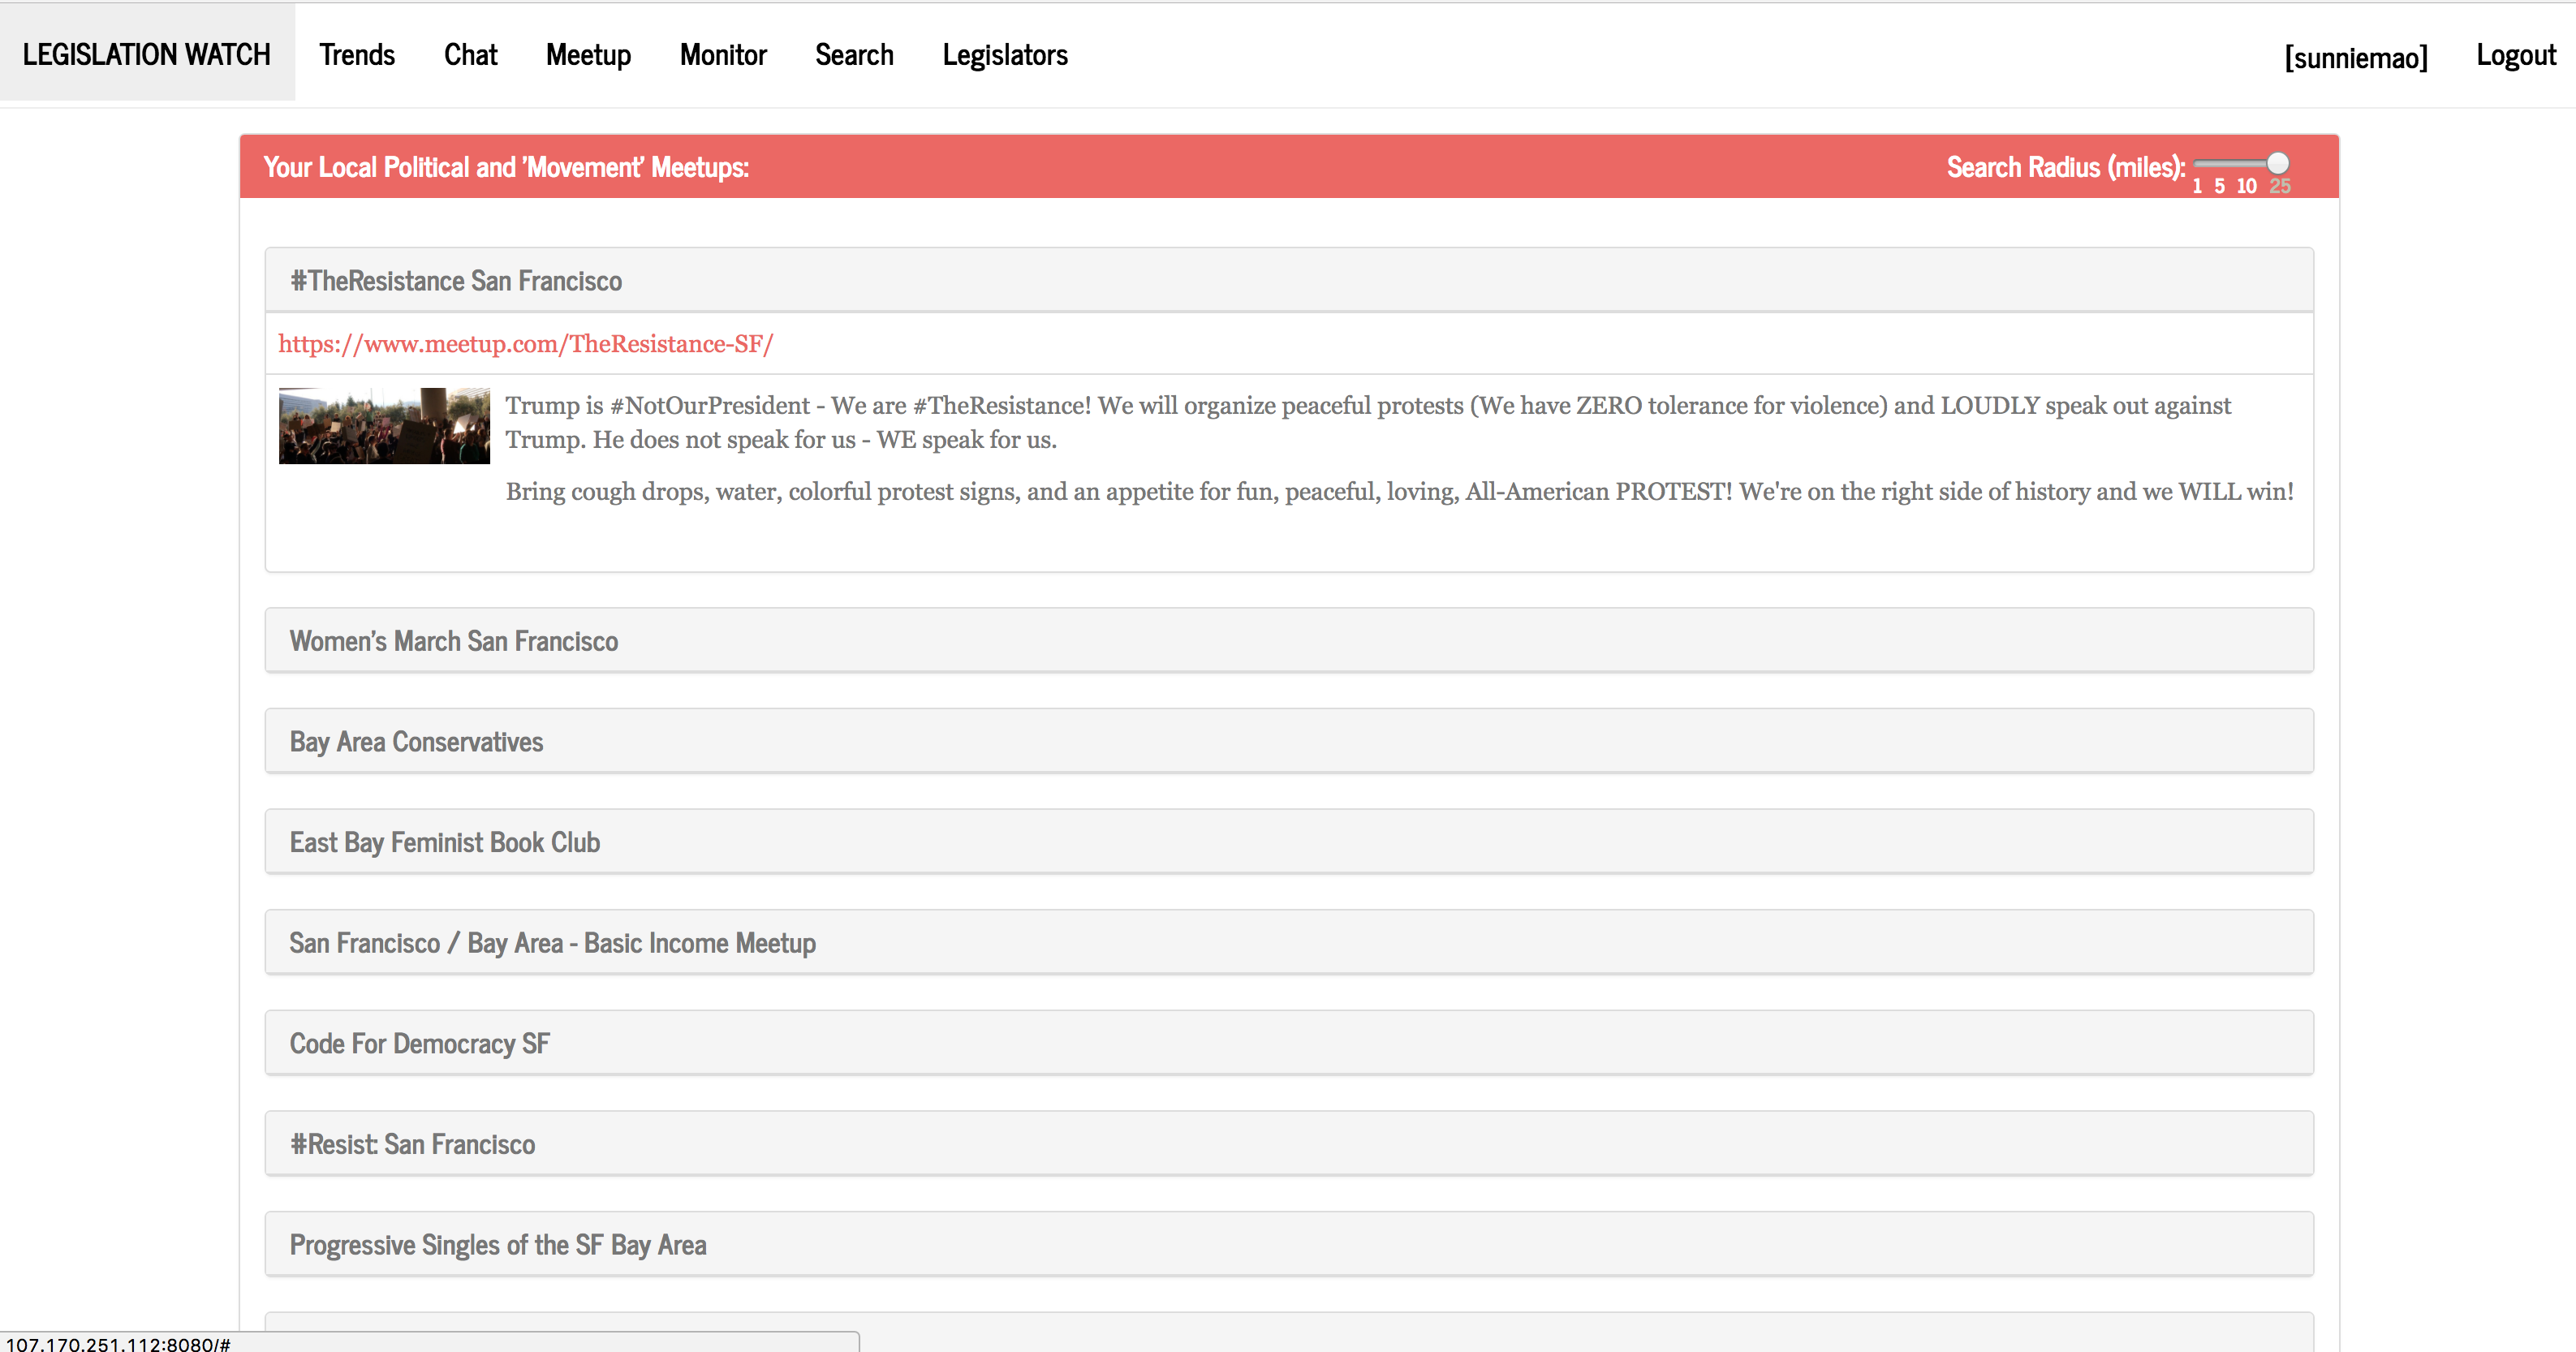 LEGISLATION WATCH Trends Chat Meetup Monitor Search Legislators [sunniemao] Logout
Your Local Political and 'Movement' Meetups: Search Radius (miles):
1 5 10 25
#TheResistance San Francisco
https://www.meetup.com/TheResistance-SF/
Trump is #NotOurPresident - We are #TheResistance! We will organize peaceful protests (We have ZERO tolerance for violence) and LOUDLY speak out against
Trump. He does not speak for us - WE speak for us.
Bring cough drops, water, colorful protest signs, and an appetite for fun, peaceful, loving, All-American PROTEST! We're on the right side of history and we WILL win!
Women's March San Francisco
Bay Area Conservatives
East Bay Feminist Book Club
San Francisco / Bay Area - Basic Income Meetup
Code For Democracy SF
#Resist: San Francisco
Progressive Singles of the SF Bay Area
107.170.251.112:8080/#